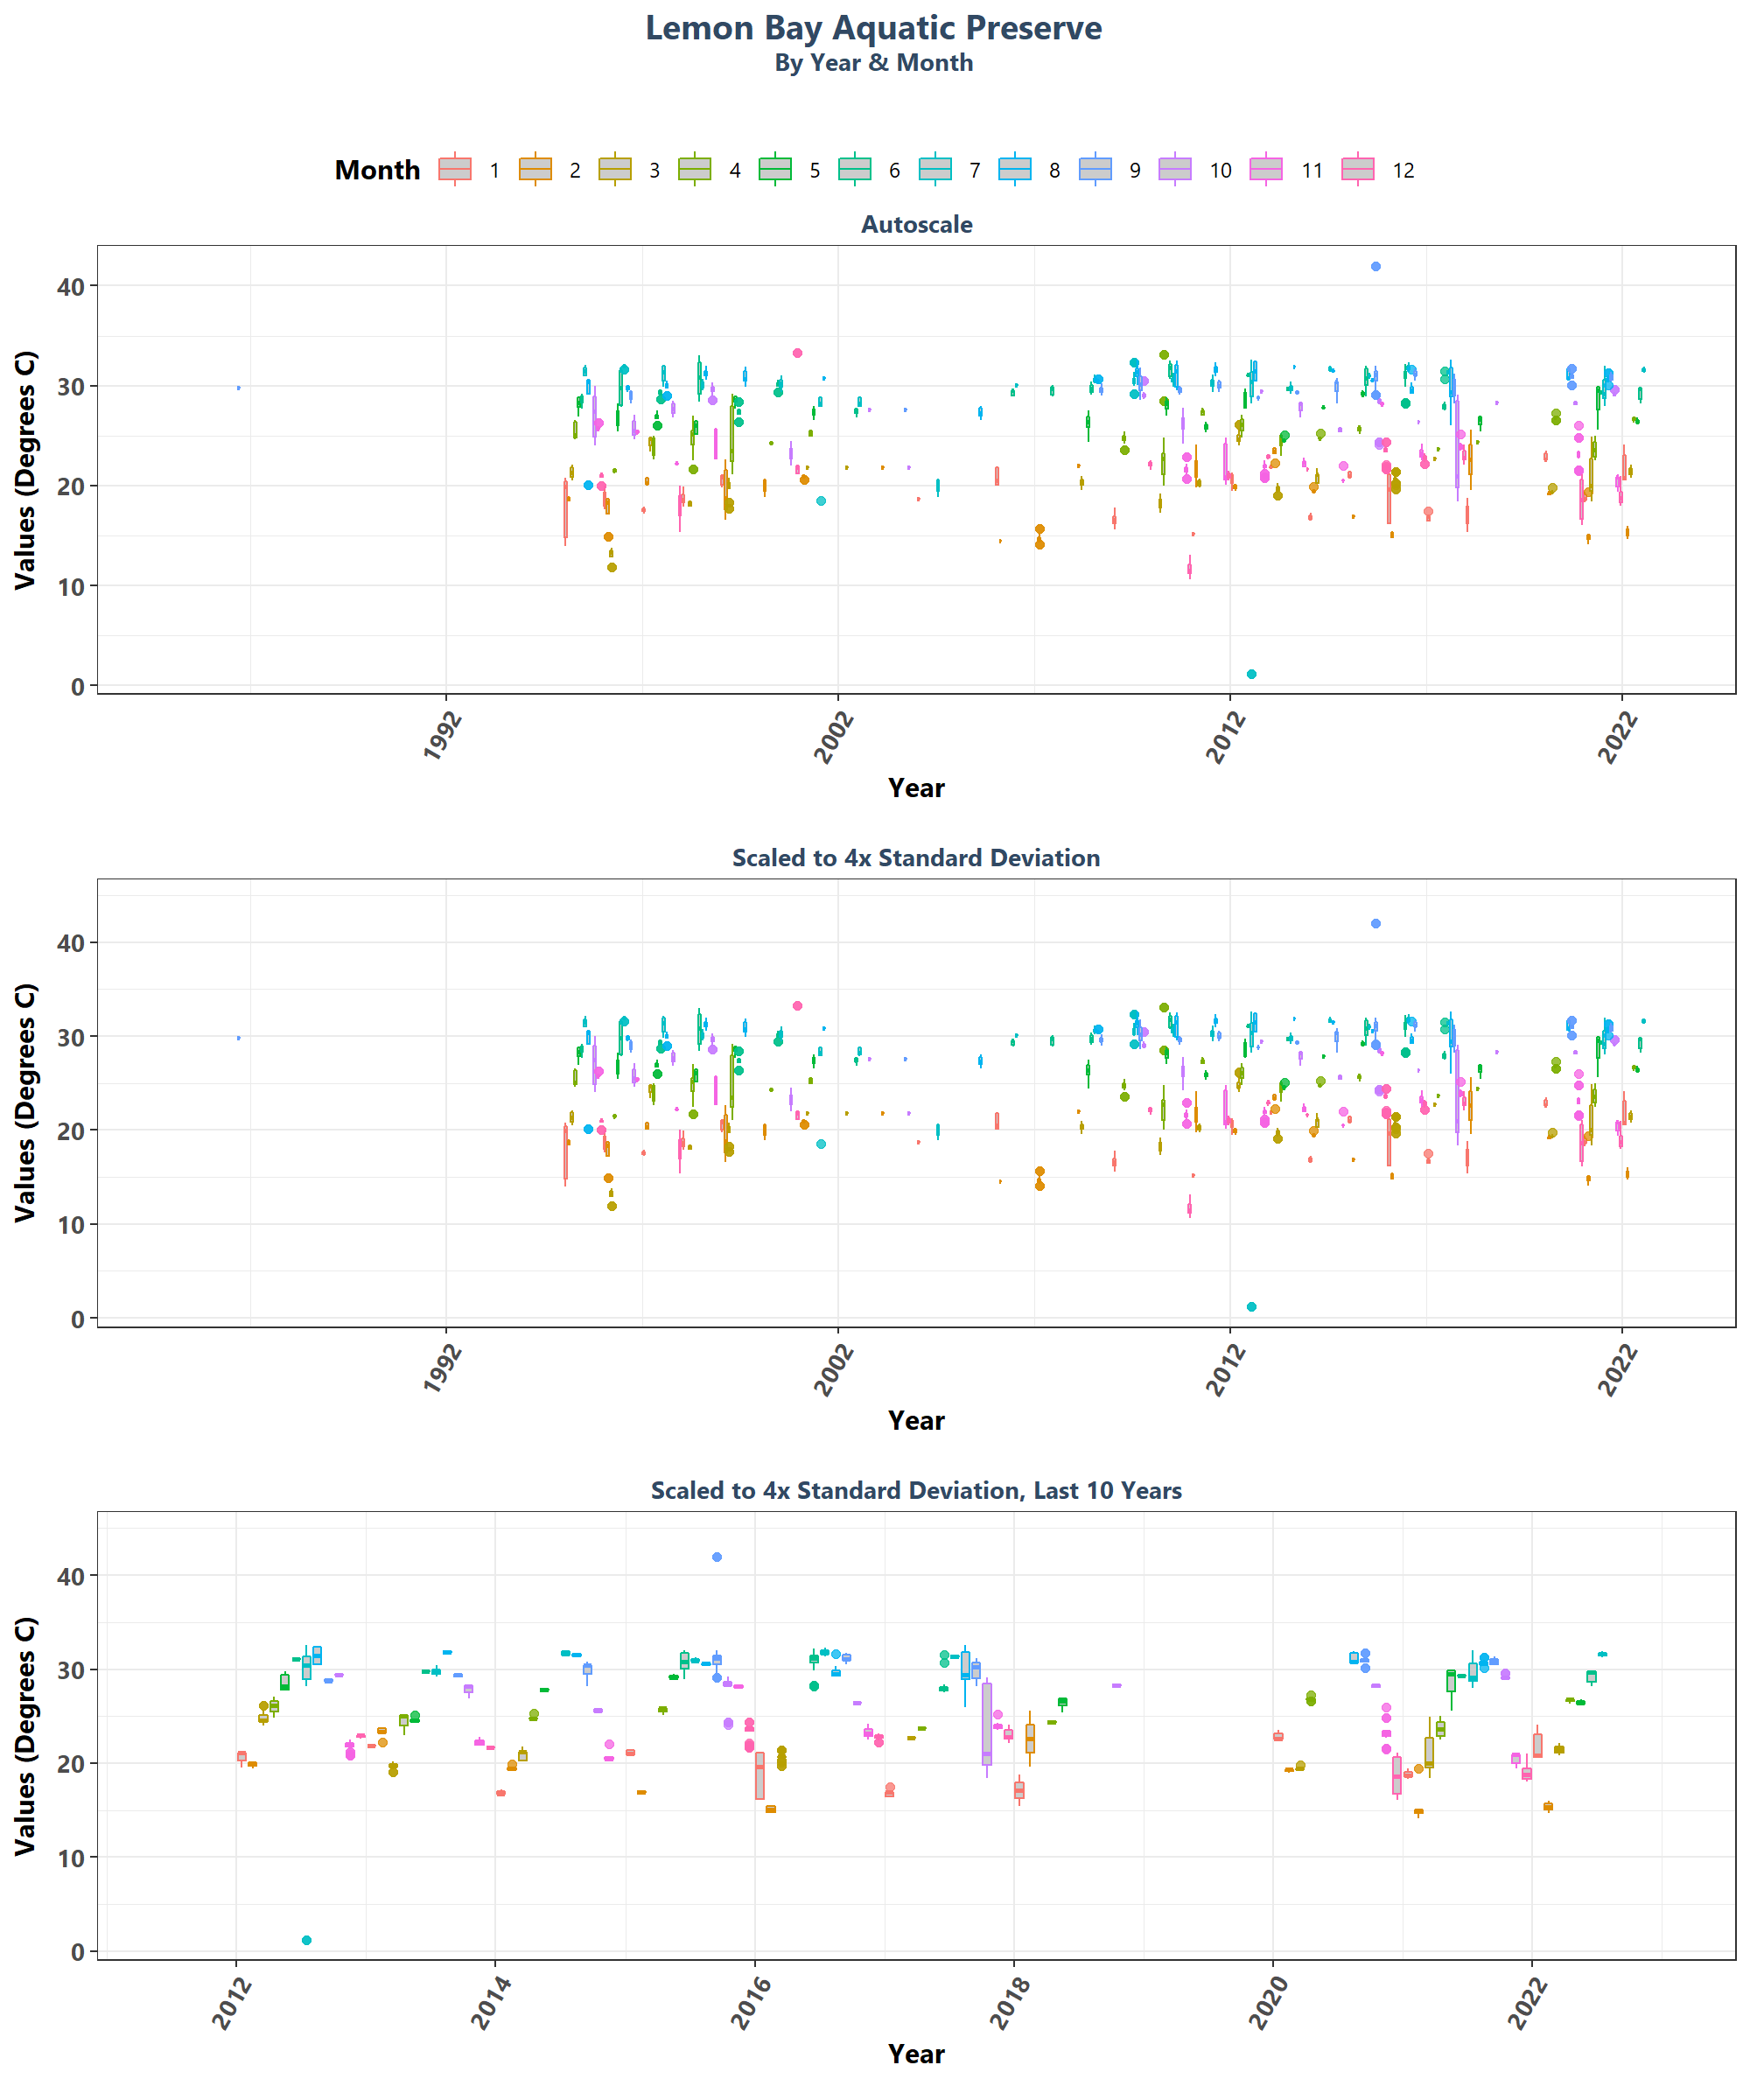 Lemon Bay Aquatic Preserve
By Year & Month
Month 1 2 3 4 5 6 7 8 9 10 11 12
Autoscale
Values (Degrees C)
40
30
20
10
0
1992 2002 2012 2022
Year
Scaled to 4x Standard Deviation
Values (Degrees C)
40
30
20
10
0
1992 2002 2012 2022
Year
Scaled to 4x Standard Deviation, Last 10 Years
Values (Degrees C)
40
30
20
10
0
2012 2014 2016 2018 2020 2022
Year